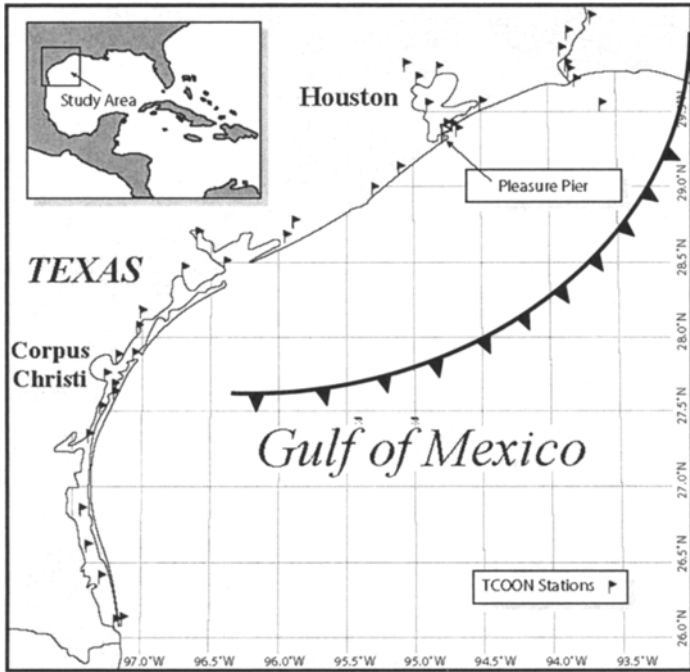 Study Area
Houston
Pleasure Pier
TEXAS
Corpus
Christi
Gulf of Mexico
TCOON Stations
29.5°N
29.0°N
28.5°N
28.0°N
27.5°N
27.0°N
26.5°N
26.0°N
97.0°W
96.5°W
96.0°W
95.5°W
95.0°W
94.5°W
94.0°W
93.5°W